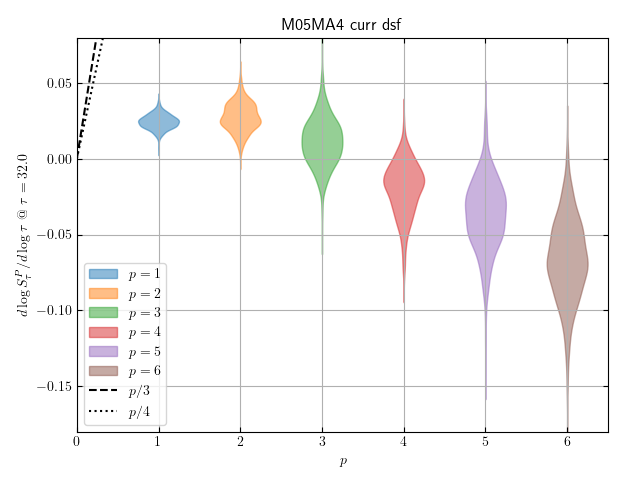 M05MA4 curr dsf
d log S_τ^P / d log τ @ τ = 32.0
0.05
0.00
−0.05
−0.10
−0.15
p = 1
p = 2
p = 3
p = 4
p = 5
p = 6
p/3
p/4
0 1 2 3 4 5 6
p